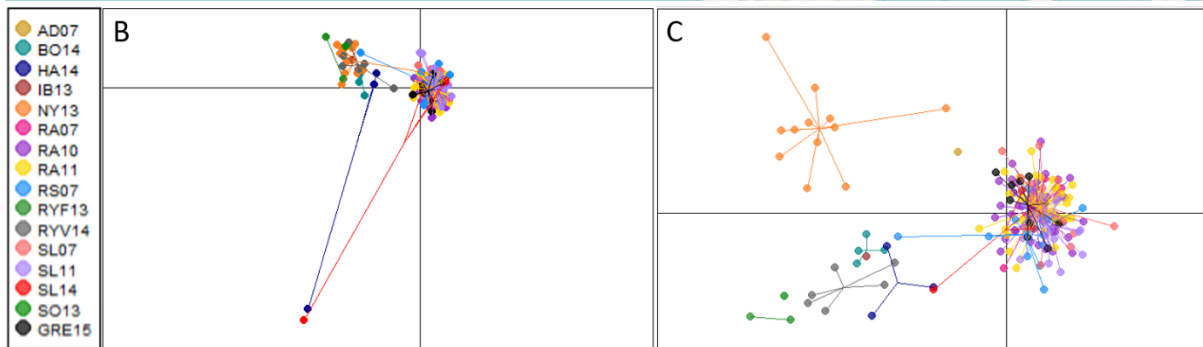 AD07
BO14
HA14
IB13
NY13
RA07
RA10
RA11
RS07
RYF13
RYV14
SL07
SL11
SL14
SO13
GRE15
B
C